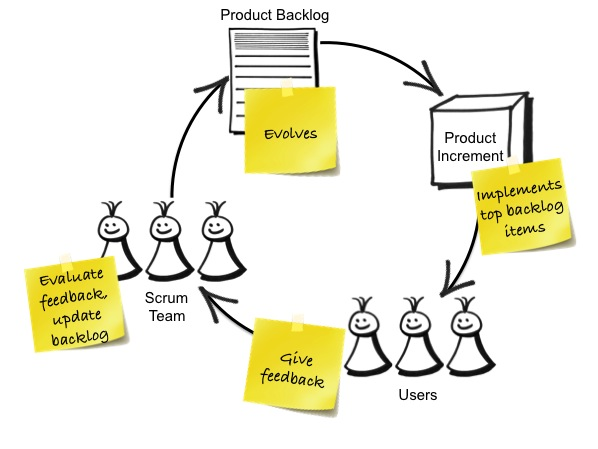 Product Backlog
Evolves
Product
Increment
Implements
top backlog
items
Scrum
Team
Evaluate
feedback,
update
backlog
Give
feedback
Users